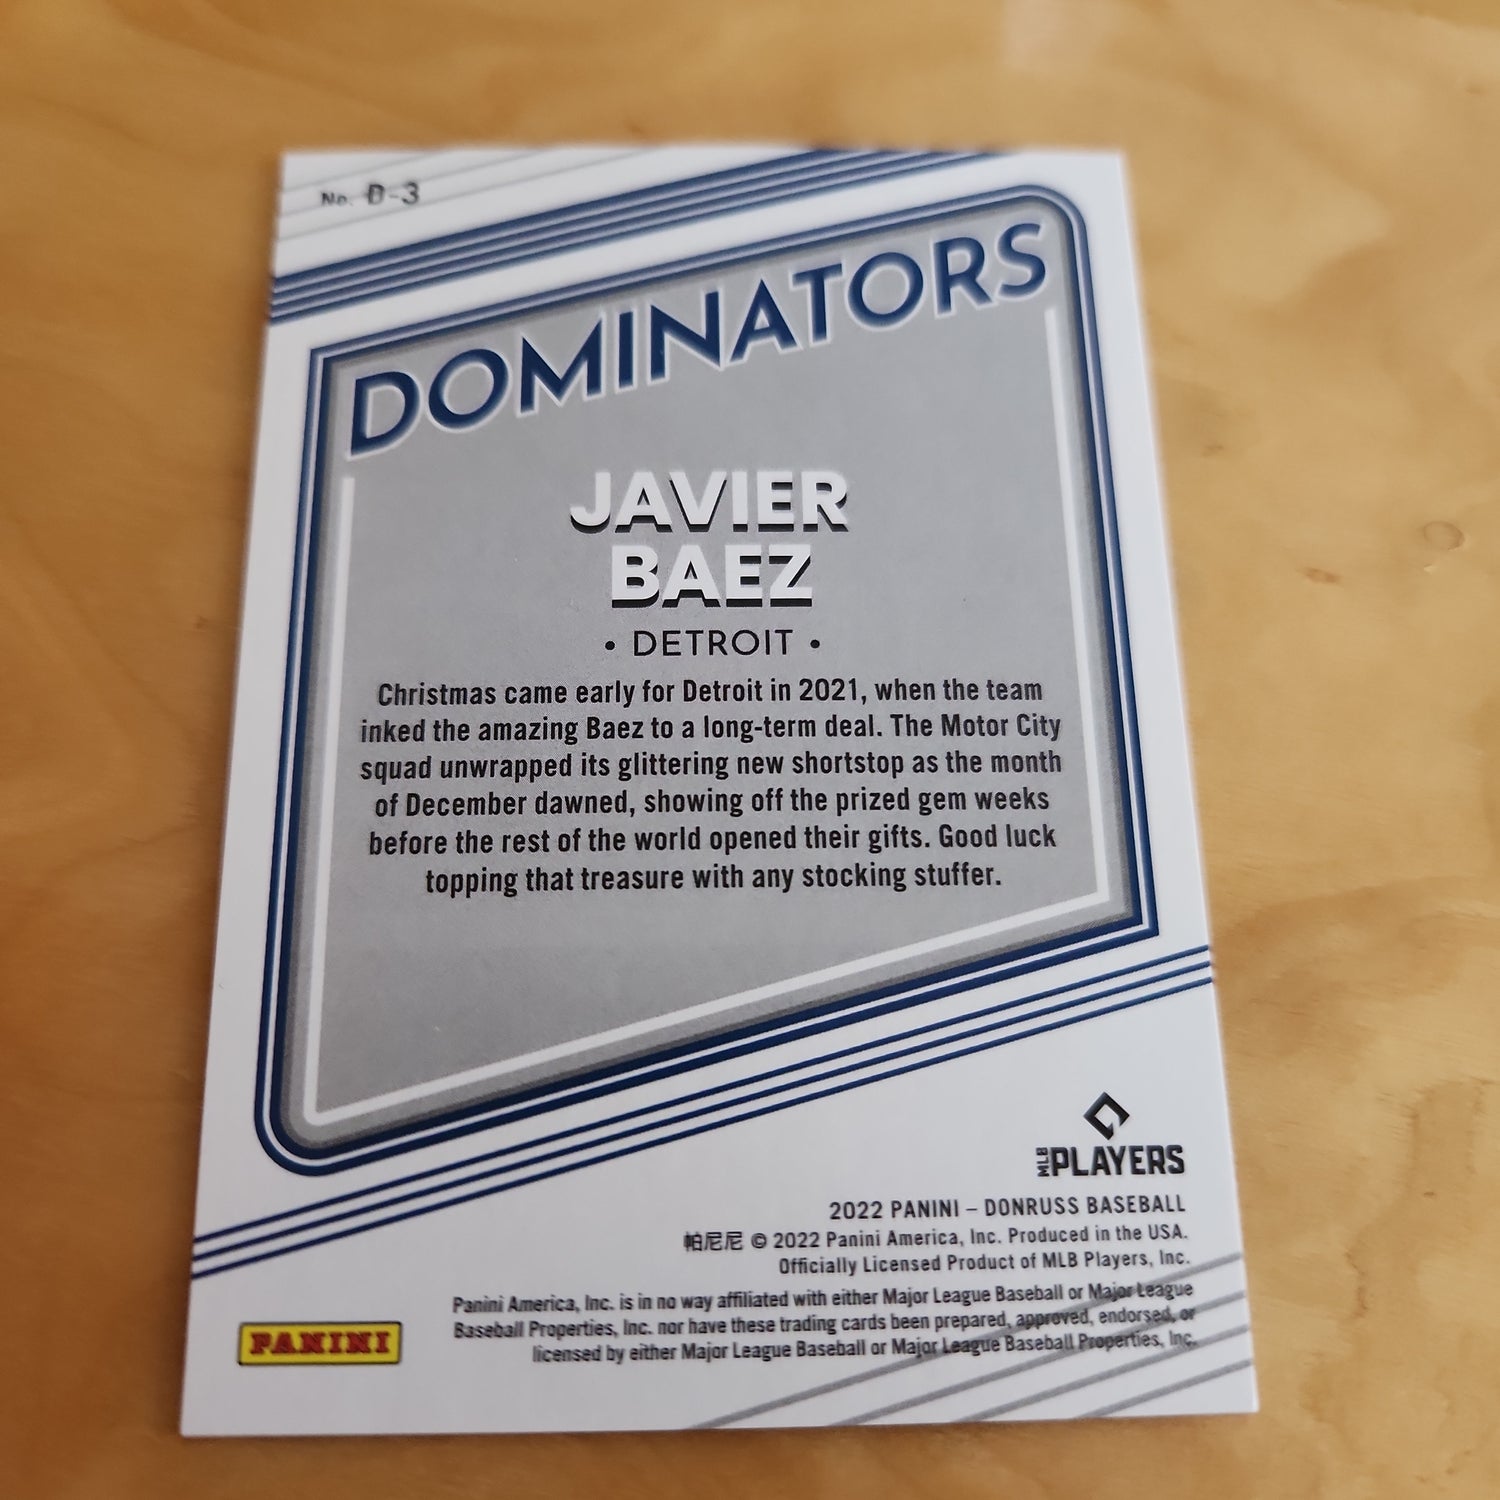 No. D-3
DOMINATORS
JAVIER
BAEZ
• DETROIT •
Christmas came early for Detroit in 2021, when the team
inked the amazing Baez to a long-term deal. The Motor City
squad unwrapped its glittering new shortstop as the month
of December dawned, showing off the prized gem weeks
before the rest of the world opened their gifts. Good luck
topping that treasure with any stocking stuffer.
MLB PLAYERS
2022 PANINI – DONRUSS BASEBALL
帕尼尼 © 2022 Panini America, Inc. Produced in the USA.
Officially Licensed Product of MLB Players, Inc.
Panini America, Inc. is in no way affiliated with either Major League Baseball or Major League
Baseball Properties, Inc. nor have these trading cards been prepared, approved, endorsed, or
licensed by either Major League Baseball or Major League Baseball Properties, Inc.
PANINI